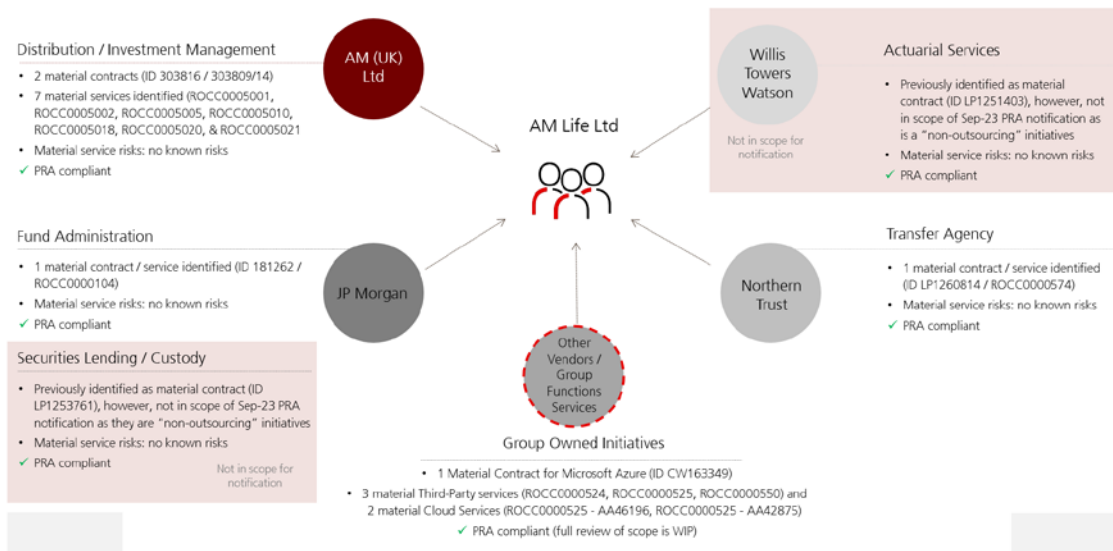 Distribution / Investment Management
• 2 material contracts (ID 303816 / 303809/14)
• 7 material services identified (ROCC0005001,
ROCC0005002, ROCC0005005, ROCC0005010,
ROCC0005018, ROCC0005020, & ROCC0005021
• Material service risks: no known risks
✓ PRA compliant
AM (UK)
Ltd
Willis
Towers
Watson
Not in scope for
notification
Actuarial Services
• Previously identified as material
contract (ID LP1251403), however, not
in scope of Sep-23 PRA notification as
is a “non-outsourcing” initiatives
• Material service risks: no known risks
✓ PRA compliant
AM Life Ltd
Fund Administration
• 1 material contract / service identified (ID 181262 /
ROCC0000104)
• Material service risks: no known risks
✓ PRA compliant
JP Morgan
Northern
Trust
Transfer Agency
• 1 material contract / service identified
(ID LP1260814 / ROCC0000574)
• Material service risks: no known risks
✓ PRA compliant
Securities Lending / Custody
• Previously identified as material contract (ID
LP1253761), however, not in scope of Sep-23 PRA
notification as they are “non-outsourcing” initiatives
• Material service risks: no known risks
✓ PRA compliant
Not in scope for
notification
Other
Vendors /
Group
Functions
Services
Group Owned Initiatives
• 1 Material Contract for Microsoft Azure (ID CW163349)
• 3 material Third-Party services (ROCC0000524, ROCC0000525, ROCC0000550) and
2 material Cloud Services (ROCC0000525 - AA46196, ROCC0000525 - AA42875)
✓ PRA compliant (full review of scope is WIP)